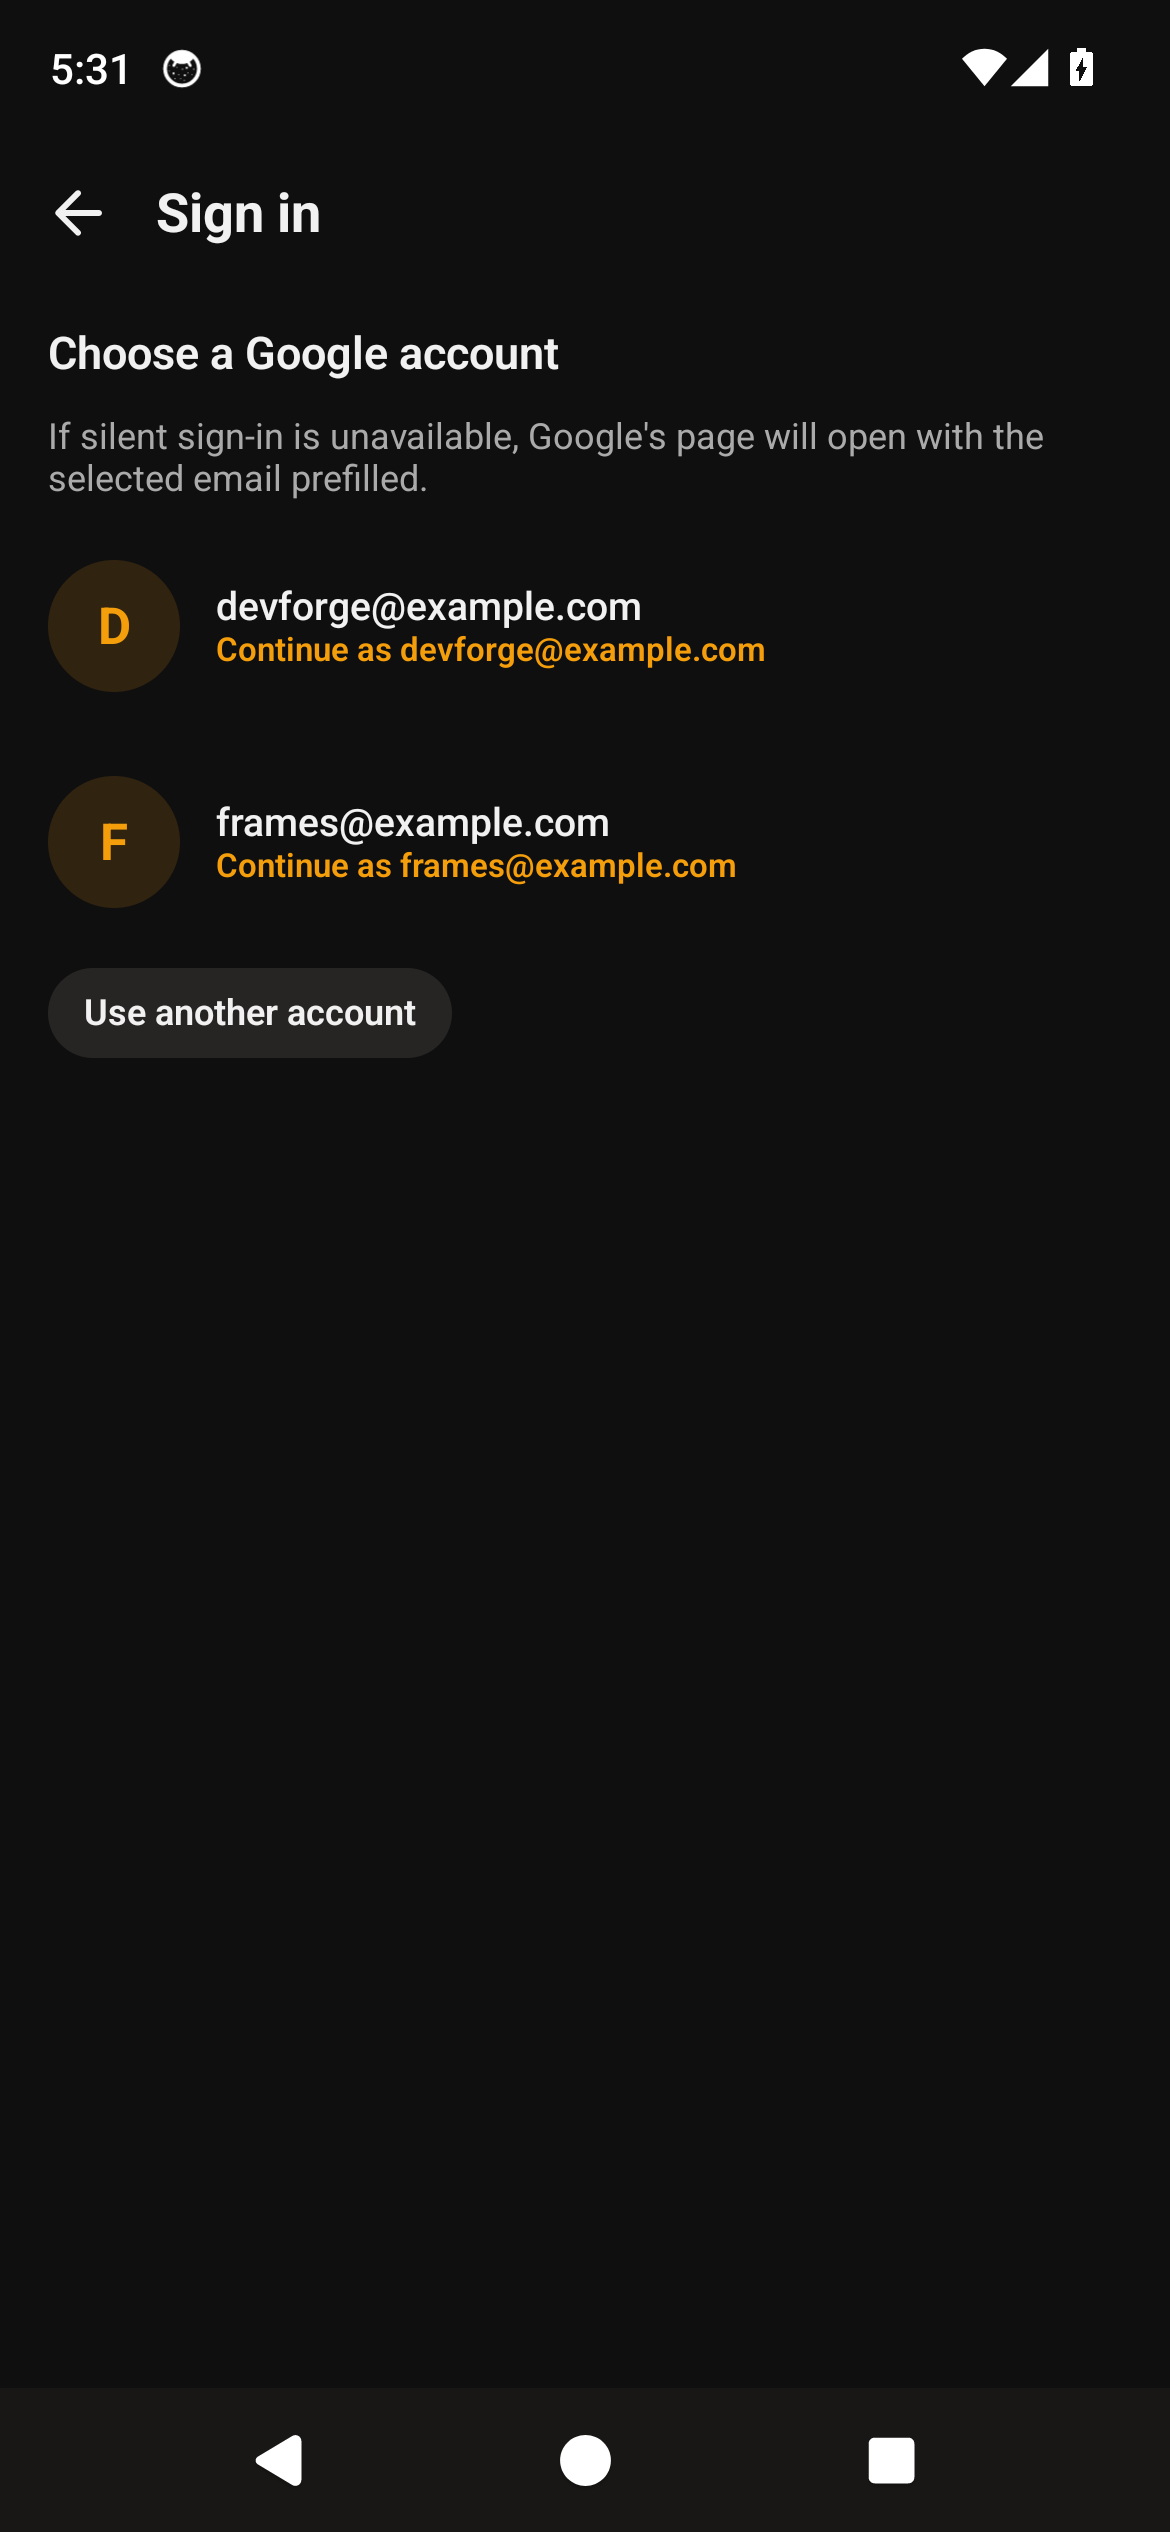 5:31
Sign in
Choose a Google account
If silent sign-in is unavailable, Google's page will open with the
selected email prefilled.
D
devforge@example.com
Continue as devforge@example.com
F
frames@example.com
Continue as frames@example.com
Use another account